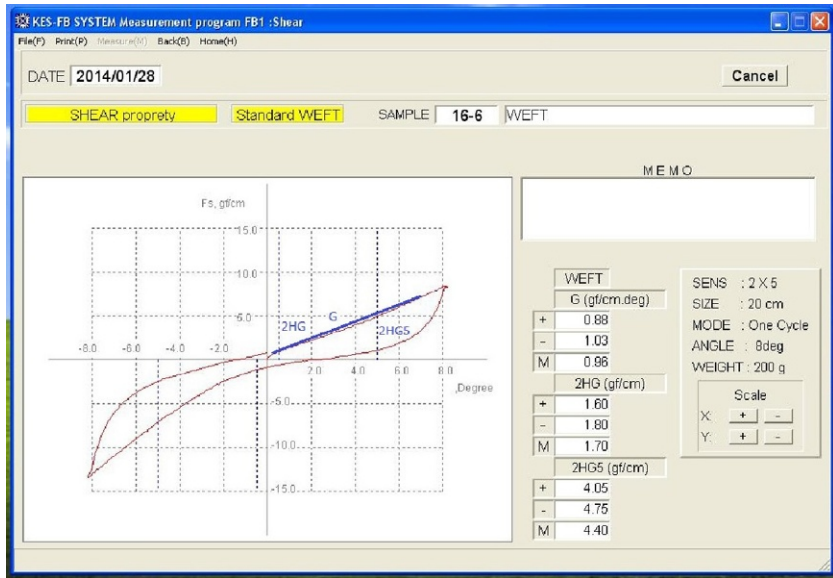 KES-FB SYSTEM Measurement program FB1 :Shear
File(F) Print(P) Measure(M) Back(B) Home(H)
DATE 2014/01/28 Cancel
SHEAR proprety Standard WEFT SAMPLE 16-6 WEFT
MEMO
Fs, gf/cm
15.0
10.0
5.0
2HG G 2HG5
-8.0 -6.0 -4.0 -2.0
2.0 4.0 6.0 8.0
,Degree
-5.0
-10.0
-15.0
WEFT
G (gf/cm.deg)
+ 0.88
- 1.03
M 0.96
2HG (gf/cm)
+ 1.60
- 1.80
M 1.70
2HG5 (gf/cm)
+ 4.05
- 4.75
M 4.40
SENS : 2 X 5
SIZE : 20 cm
MODE : One Cycle
ANGLE : 8deg
WEIGHT : 200 g
Scale
X: + -
Y: + -